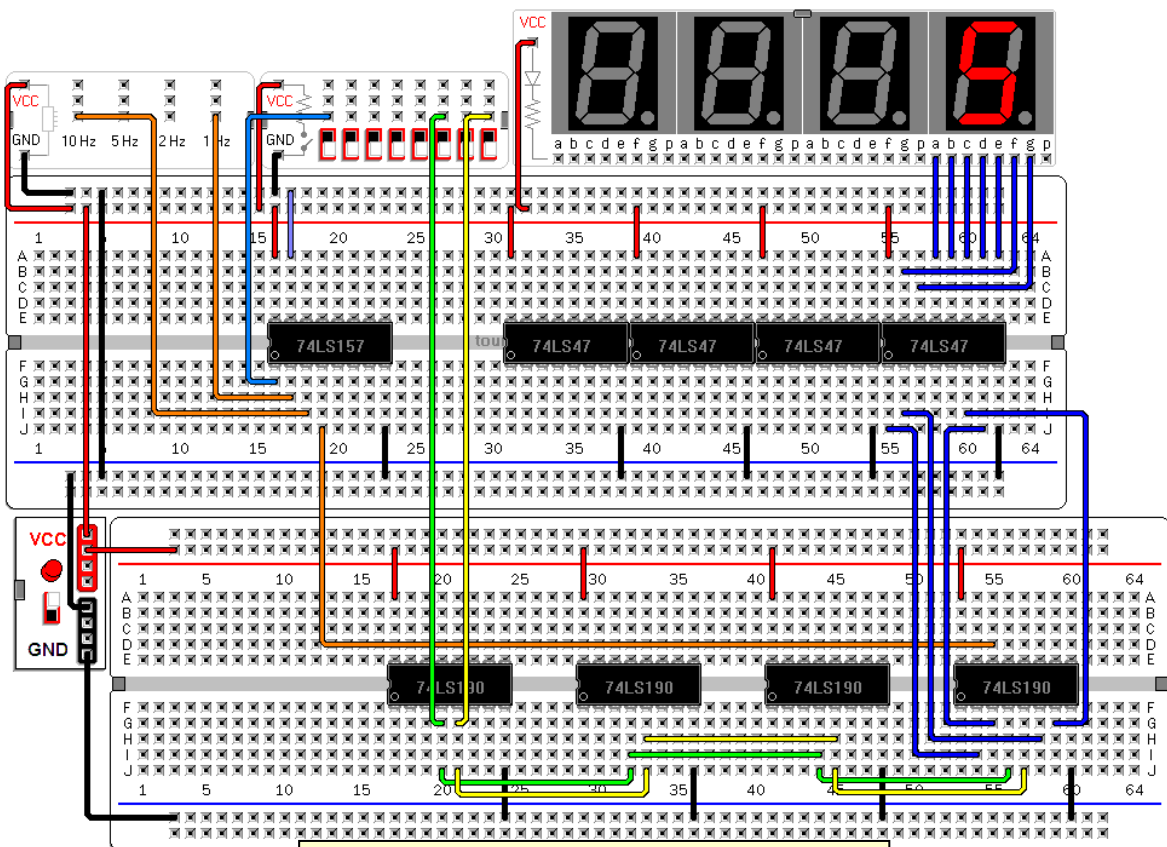 VCC
a b c d e f g p a b c d e f g p a b c d e f g p a b c d e f g p
VCC
GND
10 Hz 5 Hz 2 Hz 1 Hz
VCC
GND
1 10 15 20 25 30 35 40 45 50 55 60 64
A A
B B
C C
D D
E E
74LS157 74LS47 74LS47 74LS47 74LS47
F F
G G
H H
I
J J
1 10 15 20 25 30 35 40 45 50 55 60 64
VCC
GND
1 5 10 15 20 25 30 35 40 45 50 55 60 64
A A
B B
C C
D D
E E
74LS190 74LS190 74LS190 74LS190
F F
G G
H H
I I
J J
1 5 10 15 20 25 30 35 40 45 50 55 60 64